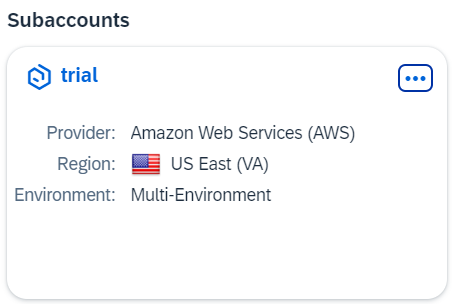 Subaccounts
trial
Provider: Amazon Web Services (AWS)
Region: US East (VA)
Environment: Multi-Environment